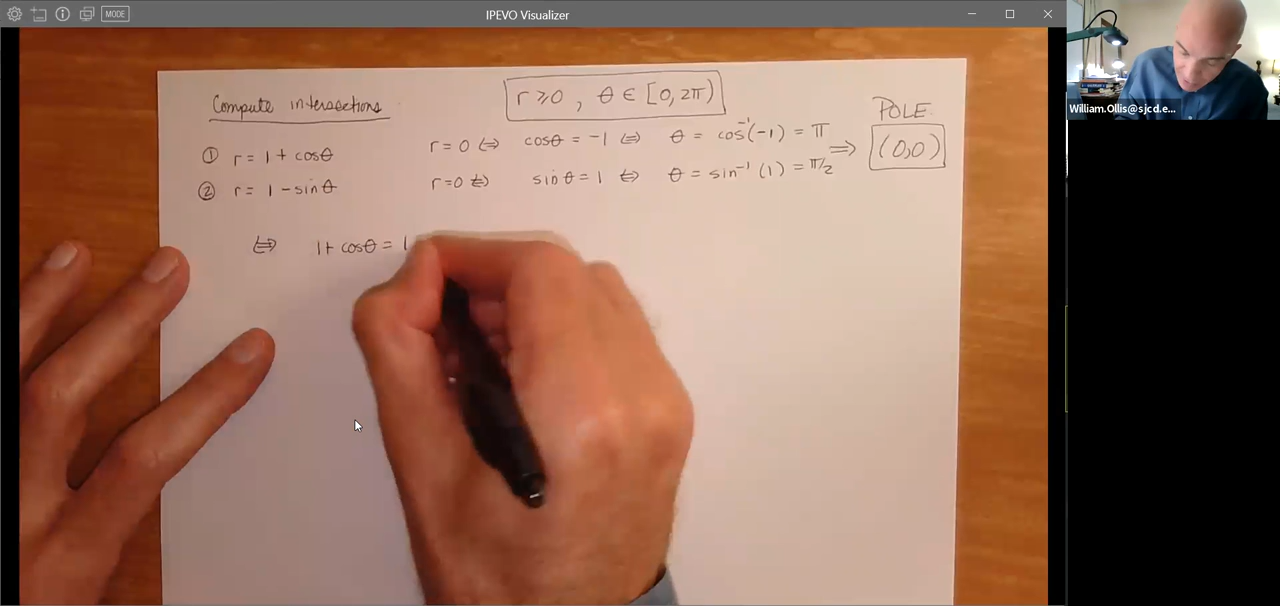 IPEVO Visualizer
MODE
William.Ollis@sjcd.e...
Compute intersections
r ≥ 0 , θ ∈ [0, 2π)
POLE
① r = 1 + cosθ
r = 0 ⇔ cosθ = -1 ⇔ θ = cos⁻¹(-1) = π
⇒ (0,0)
② r = 1 - sinθ
r = 0 ⇔ sinθ = 1 ⇔ θ = sin⁻¹(1) = π/2
⇔ 1 + cosθ = 1